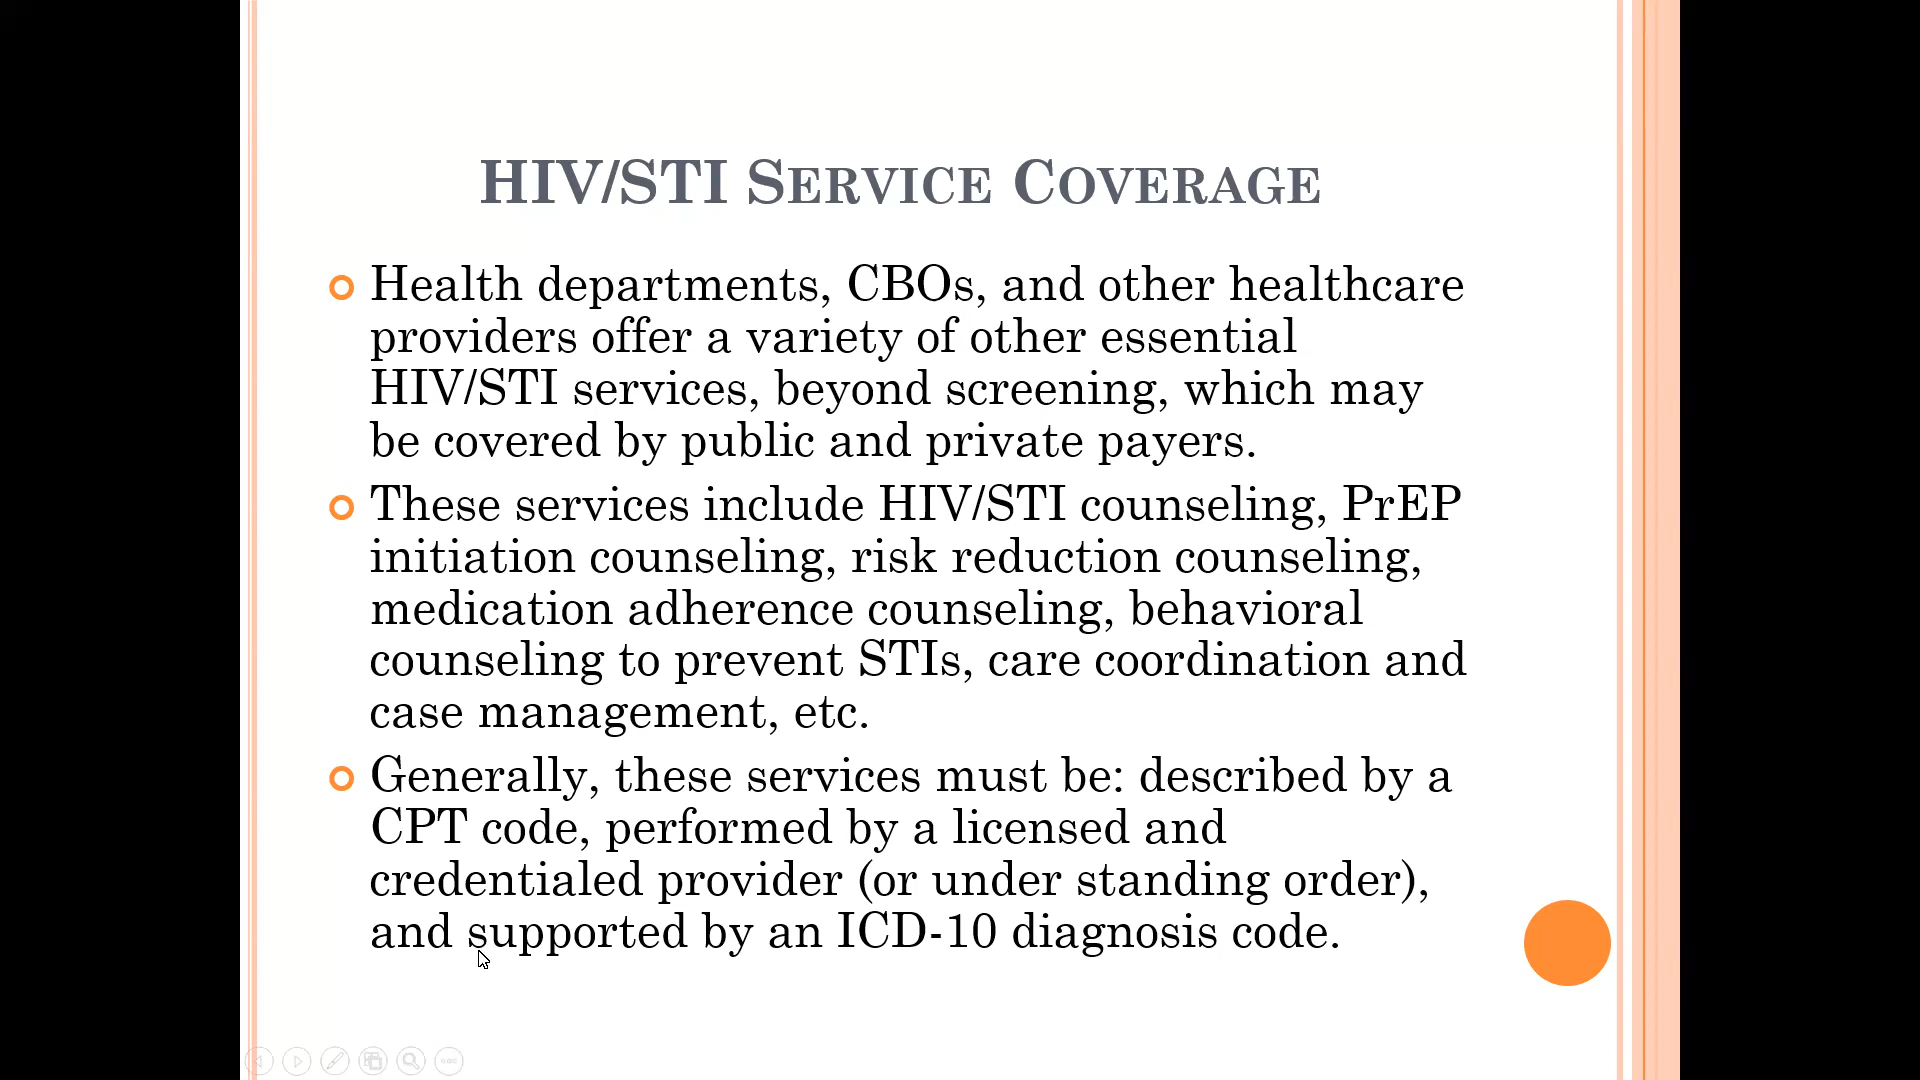 HIV/STI SERVICE COVERAGE
Health departments, CBOs, and other healthcare
providers offer a variety of other essential
HIV/STI services, beyond screening, which may
be covered by public and private payers.
These services include HIV/STI counseling, PrEP
initiation counseling, risk reduction counseling,
medication adherence counseling, behavioral
counseling to prevent STIs, care coordination and
case management, etc.
Generally, these services must be: described by a
CPT code, performed by a licensed and
credentialed provider (or under standing order),
and supported by an ICD-10 diagnosis code.